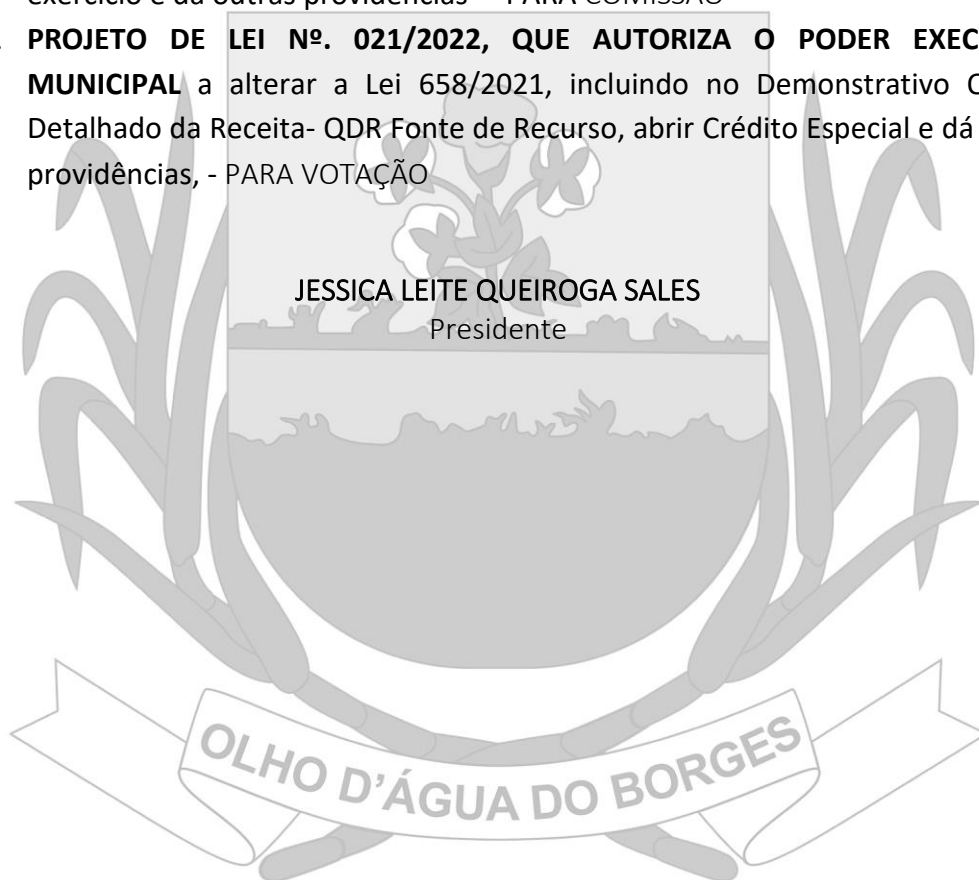 exercício e dá outras providências – PARA COMISSÃO
PROJETO DE LEI Nº. 021/2022, QUE AUTORIZA O PODER
MUNICIPAL a alterar a Lei 658/2021, incluindo no Demonstrativo
Detalhado da Receita- QDR Fonte de Recurso, abrir Crédito Especial e dá
providências, - PARA VOTAÇÃO
JESSICA LEITE QUEIROGA SALES
Presidente
OLHO D'ÁGUA DO BORGES